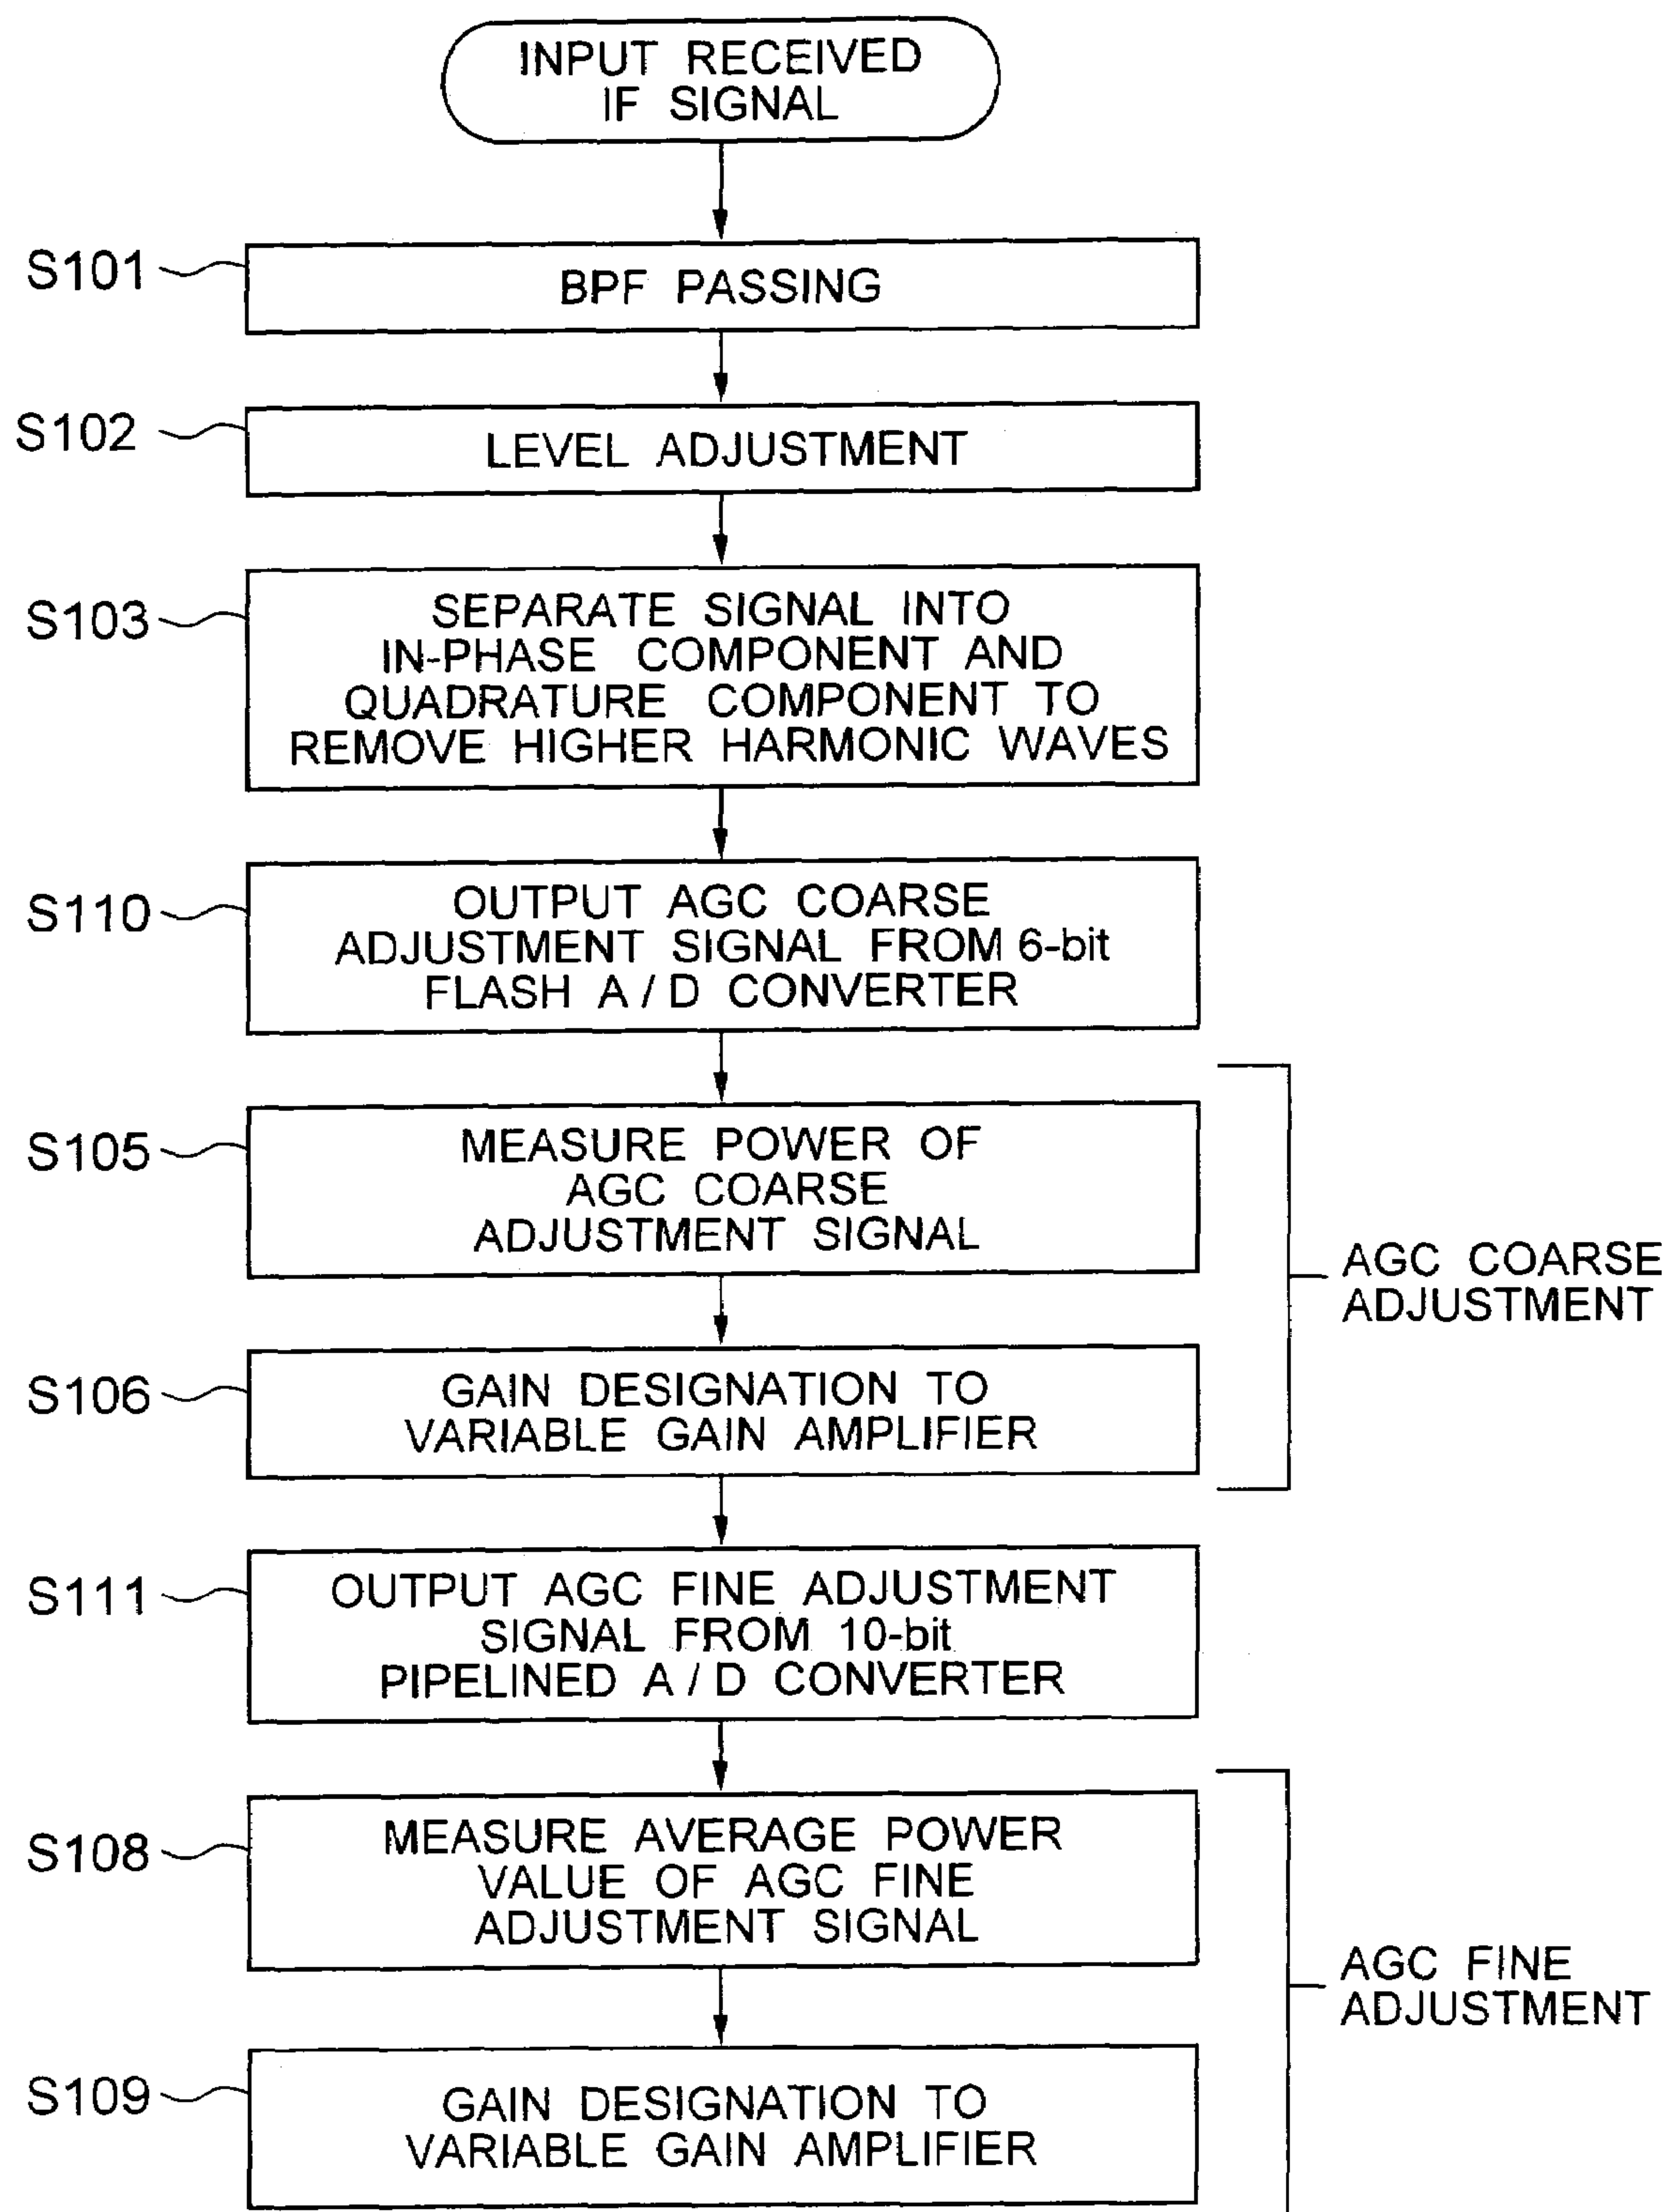 INPUT RECEIVED
IF SIGNAL
S101
BPF PASSING
S102
LEVEL ADJUSTMENT
S103
SEPARATE SIGNAL INTO
IN-PHASE COMPONENT AND
QUADRATURE COMPONENT TO
REMOVE HIGHER HARMONIC WAVES
S110
OUTPUT AGC COARSE
ADJUSTMENT SIGNAL FROM 6-bit
FLASH A / D CONVERTER
S105
MEASURE POWER OF
AGC COARSE
ADJUSTMENT SIGNAL
AGC COARSE
ADJUSTMENT
S106
GAIN DESIGNATION TO
VARIABLE GAIN AMPLIFIER
S111
OUTPUT AGC FINE ADJUSTMENT
SIGNAL FROM 10-bit
PIPELINED A / D CONVERTER
S108
MEASURE AVERAGE POWER
VALUE OF AGC FINE
ADJUSTMENT SIGNAL
AGC FINE
ADJUSTMENT
S109
GAIN DESIGNATION TO
VARIABLE GAIN AMPLIFIER